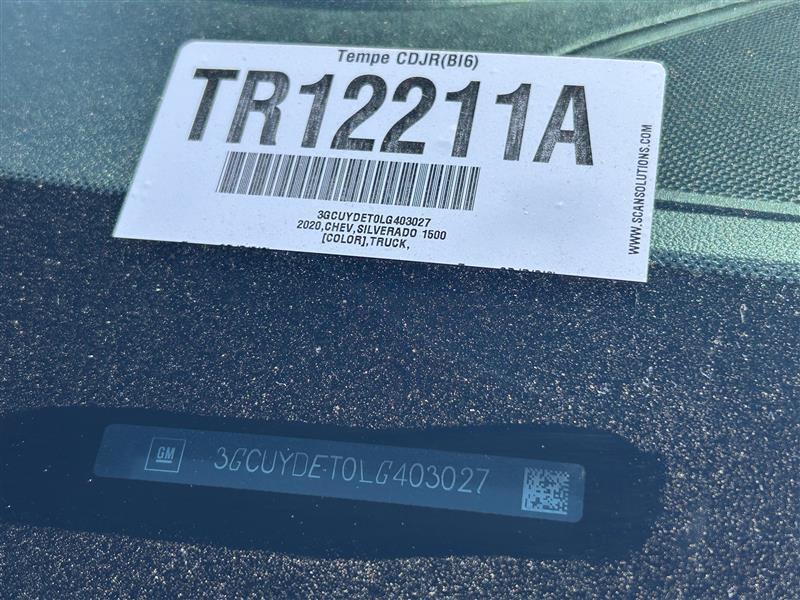 Tempe CDJR(BI6)
TR12211A
3GCUYDET0LG403027
2020,CHEV,SILVERADO 1500
[COLOR],TRUCK,
WWW.SCANSOLUTIONS.COM
GM
3GCUYDET0LG403027